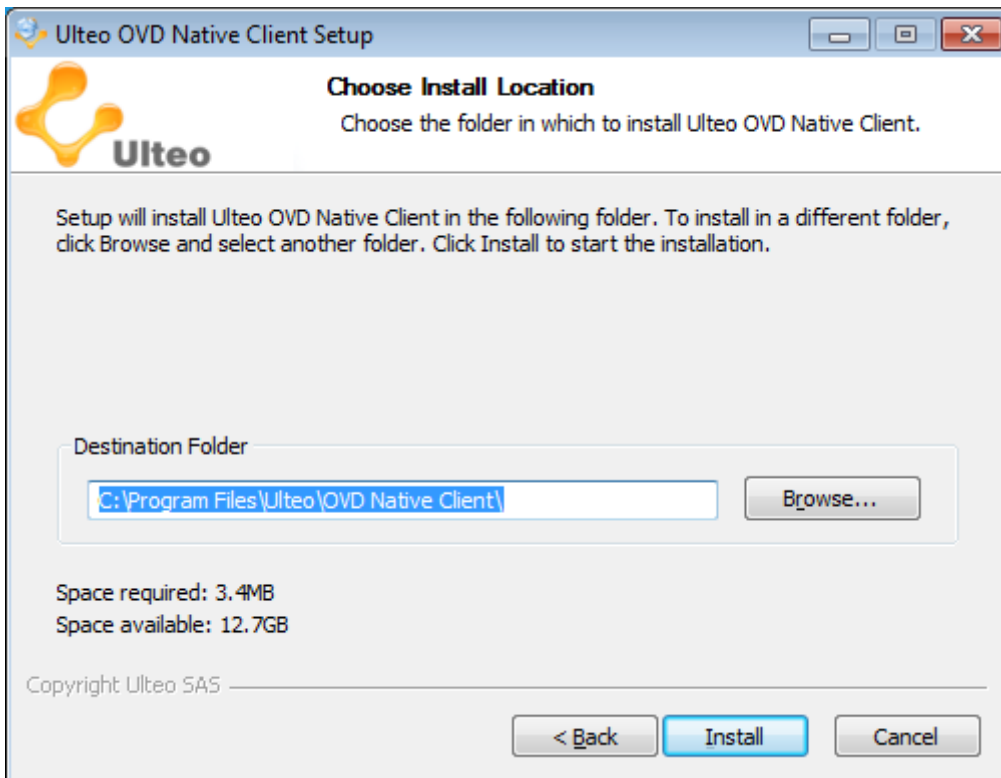 Ulteo OVD Native Client Setup
Ulteo
Choose Install Location
Choose the folder in which to install Ulteo OVD Native Client.
Setup will install Ulteo OVD Native Client in the following folder. To install in a different folder,
click Browse and select another folder. Click Install to start the installation.
Destination Folder
C:\Program Files\Ulteo\OVD Native Client\
Browse...
Space required: 3.4MB
Space available: 12.7GB
Copyright Ulteo SAS
< Back
Install
Cancel